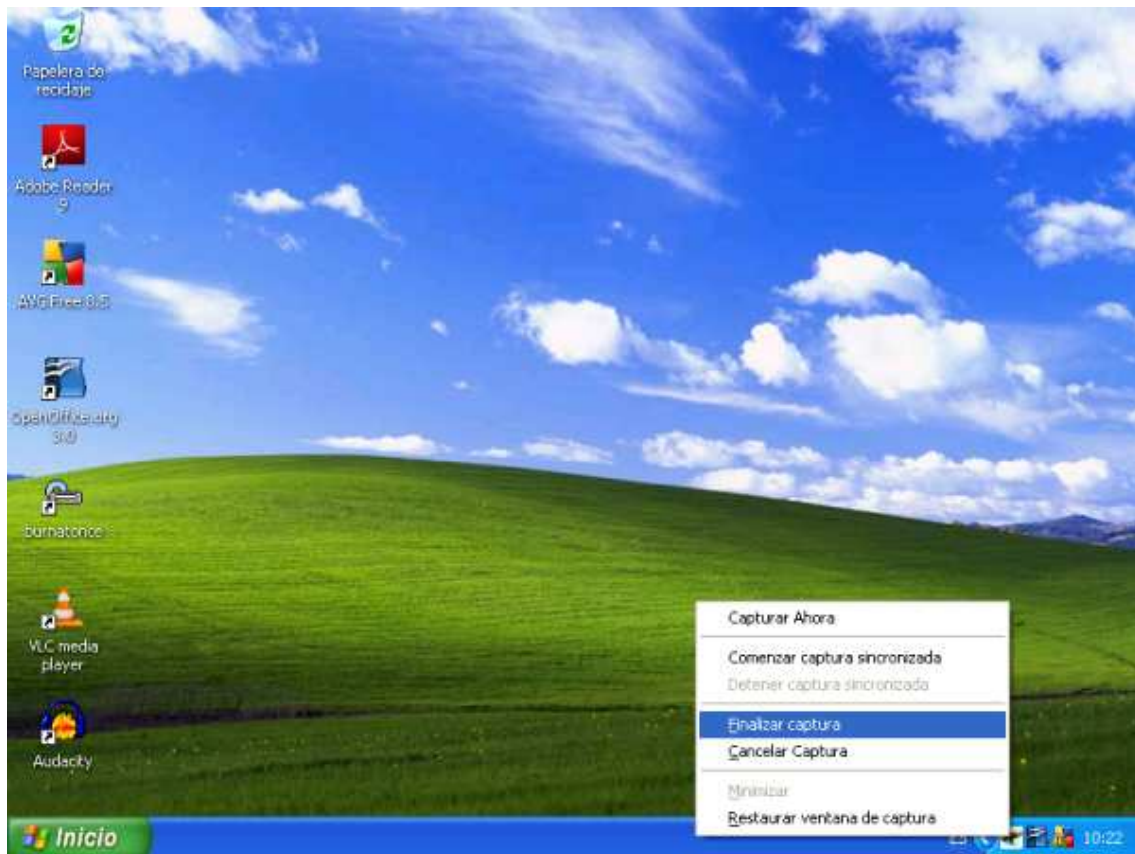 Papelera de
reciclaje
Adobe Reader
9
AVG Free 8.5
OpenOffice.org
3.0
burnatonce
VLC media
player
Audacity
Capturar Ahora
Comenzar captura sincronizada
Detener captura sincronizada
Finalizar captura
Cancelar Captura
Minimizar
Restaurar ventana de captura
Inicio
10:22